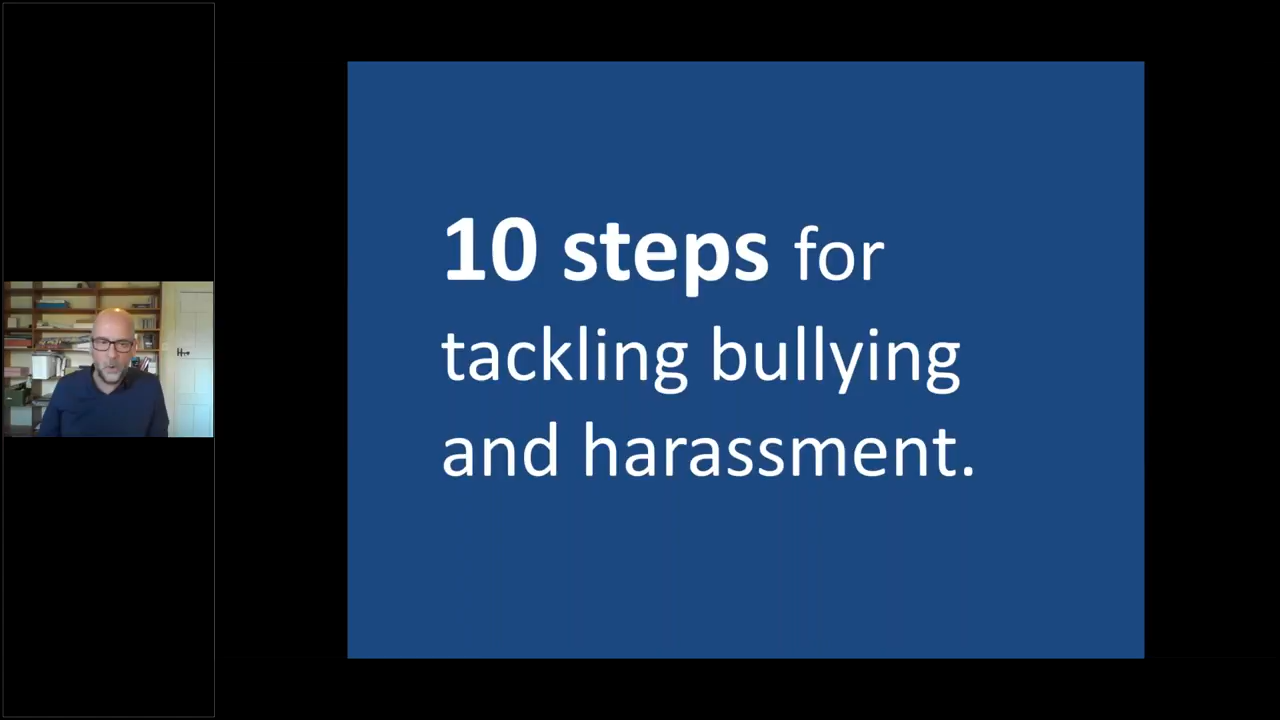 10 steps for
tackling bullying
and harassment.